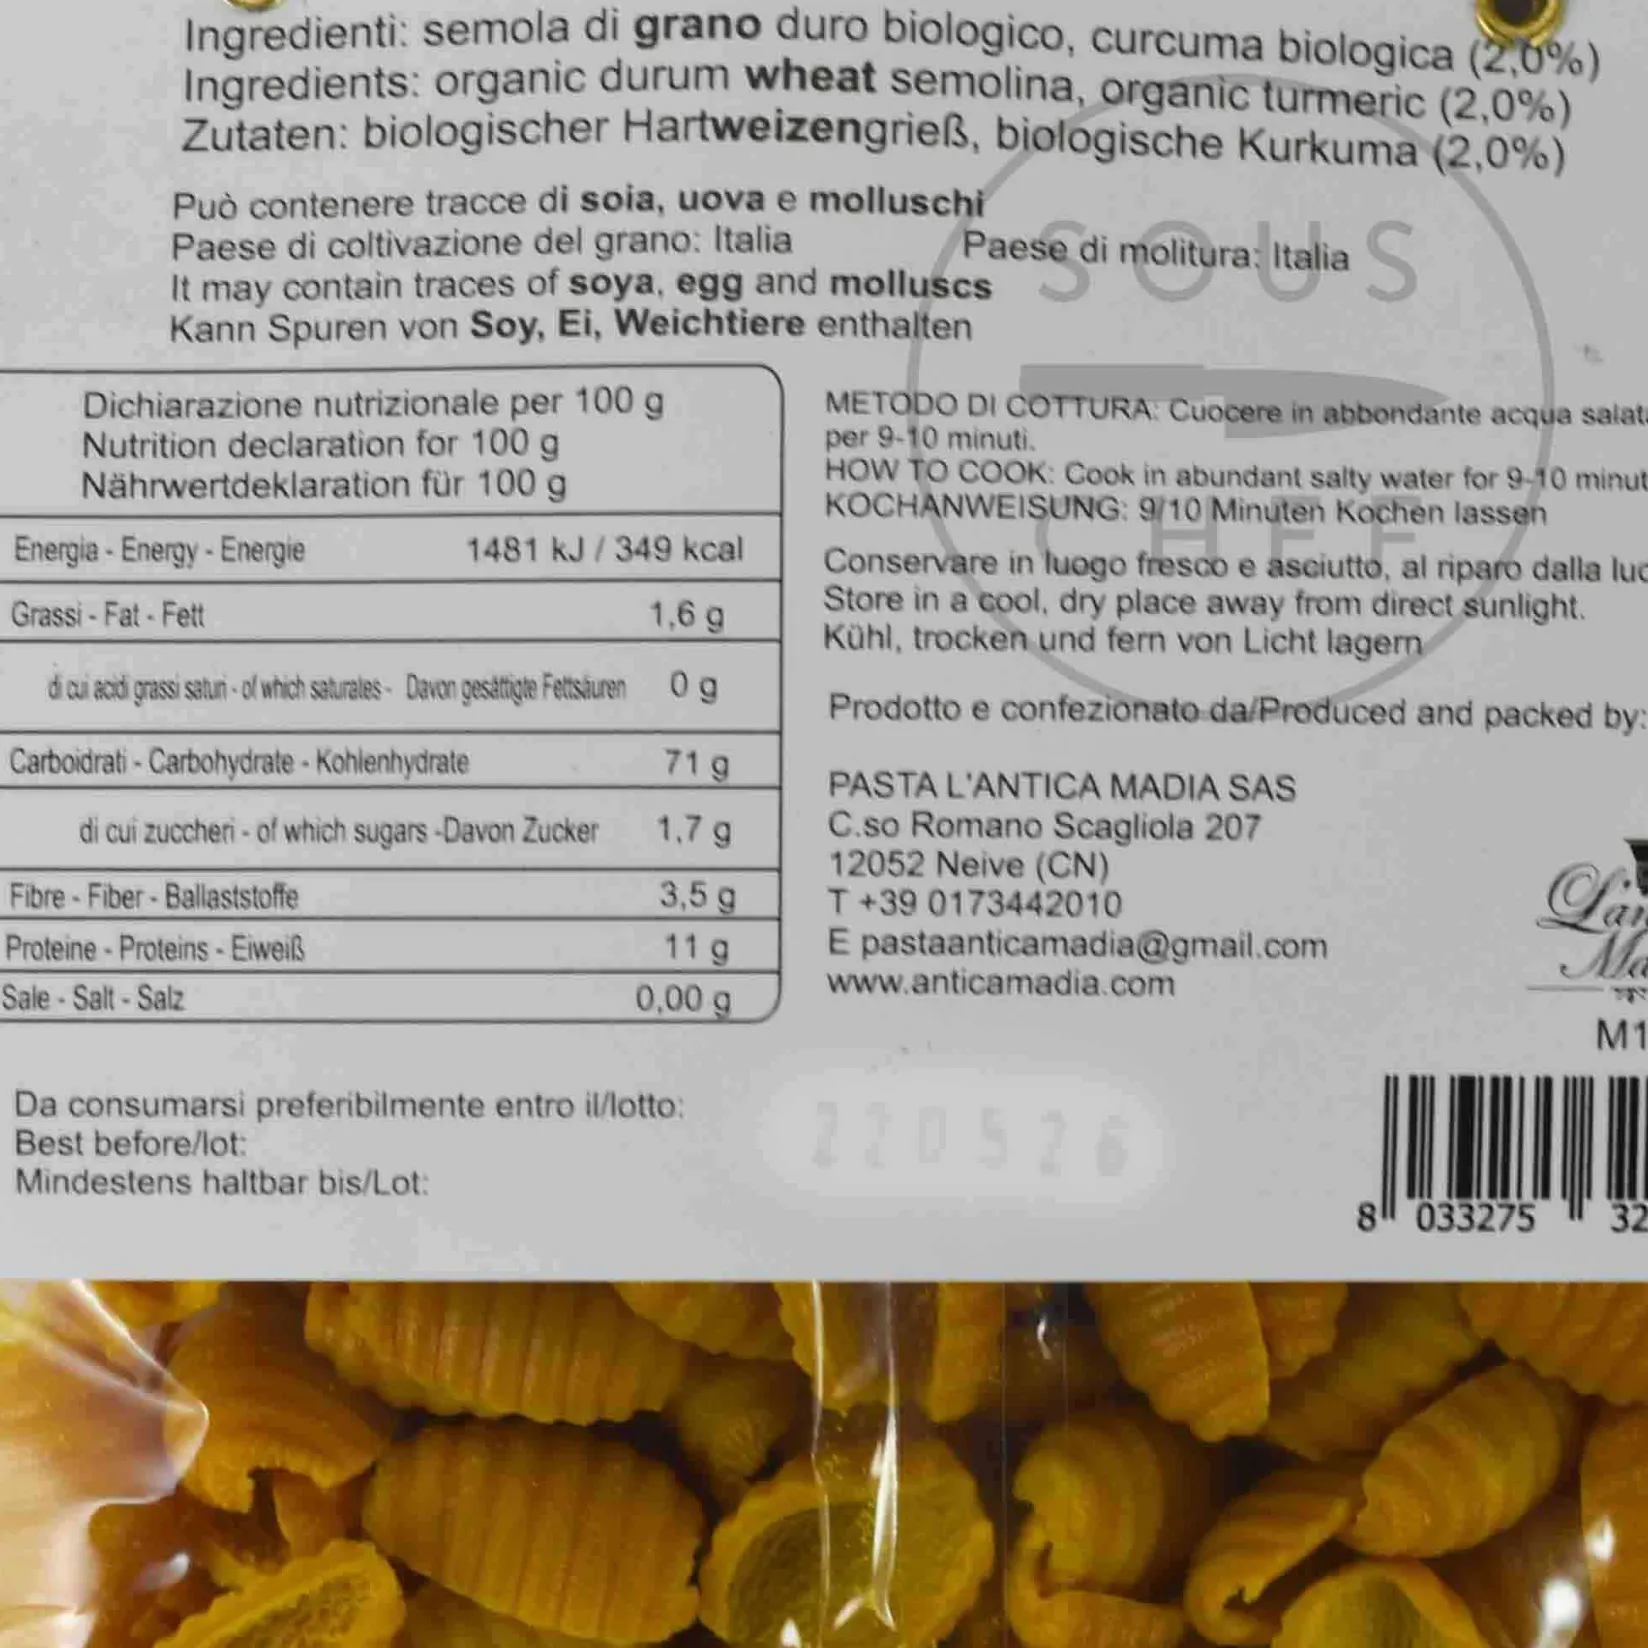 Ingredienti: semola di grano duro biologico, curcuma biologica (2,0%)
Ingredients: organic durum wheat semolina, organic turmeric (2,0%)
Zutaten: biologischer Hartweizengrieß, biologische Kurkuma (2,0%)
Può contenere tracce di soia, uova e molluschi
Paese di coltivazione del grano: Italia Paese di molitura: Italia
It may contain traces of soya, egg and molluscs
Kann Spuren von Soy, Ei, Weichtiere enthalten
SOUS
CHEF
Dichiarazione nutrizionale per 100 g
Nutrition declaration for 100 g
Nährwertdeklaration für 100 g
Energia - Energy - Energie 1481 kJ / 349 kcal
Grassi - Fat - Fett 1,6 g
di cui acidi grassi saturi - of which saturates - Davon gesättigte Fettsäuren 0 g
Carboidrati - Carbohydrate - Kohlenhydrate 71 g
di cui zuccheri - of which sugars -Davon Zucker 1,7 g
Fibre - Fiber - Ballaststoffe 3,5 g
Proteine - Proteins - Eiweiß 11 g
Sale - Salt - Salz 0,00 g
METODO DI COTTURA: Cuocere in abbondante acqua salat
per 9-10 minuti.
HOW TO COOK: Cook in abundant salty water for 9-10 minut
KOCHANWEISUNG: 9/10 Minuten Kochen lassen
Conservare in luogo fresco e asciutto, al riparo dalla luc
Store in a cool, dry place away from direct sunlight.
Kühl, trocken und fern von Licht lagern
Prodotto e confezionato da/Produced and packed by:
PASTA L'ANTICA MADIA SAS
C.so Romano Scagliola 207
12052 Neive (CN)
T +39 0173442010
E pastaanticamadia@gmail.com
www.anticamadia.com
M1
Da consumarsi preferibilmente entro il/lotto:
Best before/lot:
Mindestens haltbar bis/Lot:
220526
8 033275 32